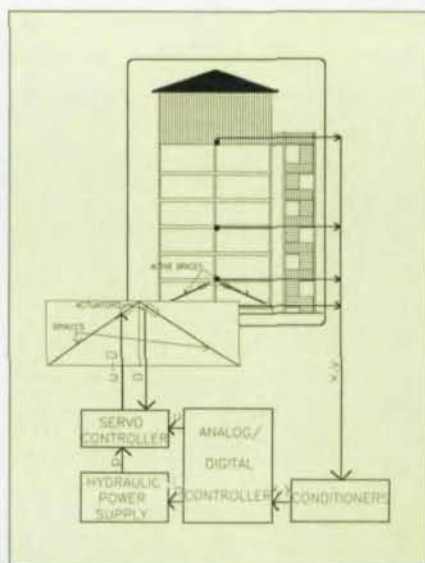 ACTIVE BRACES
ACTUATORS
BRACES
SERVO
CONTROLLER
ANALOG/
DIGITAL
CONTROLLER
HYDRAULIC
POWER
SUPPLY
CONDITIONERS